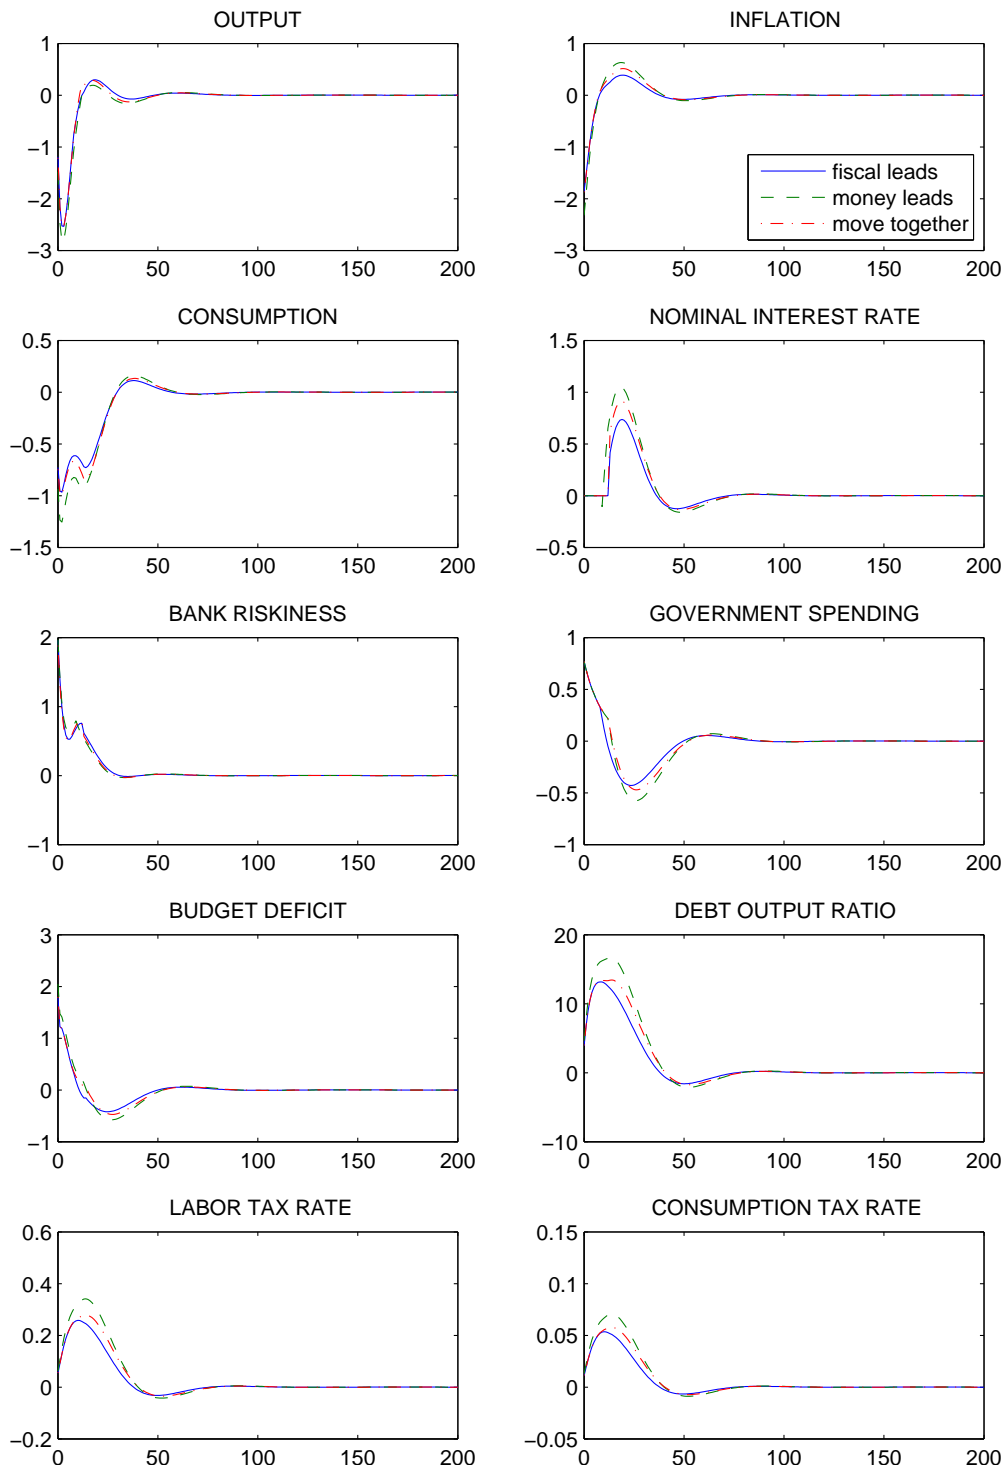 OUTPUT
1
0
−1
−2
−3
0 50 100 150 200
INFLATION
1
0
−1
−2
−3
0 50 100 150 200
fiscal leads
money leads
move together
CONSUMPTION
0.5
0
−0.5
−1
−1.5
0 50 100 150 200
NOMINAL INTEREST RATE
1.5
1
0.5
0
−0.5
0 50 100 150 200
BANK RISKINESS
2
1
0
−1
0 50 100 150 200
GOVERNMENT SPENDING
1
0.5
0
−0.5
−1
0 50 100 150 200
BUDGET DEFICIT
3
2
1
0
−1
0 50 100 150 200
DEBT OUTPUT RATIO
20
10
0
−10
0 50 100 150 200
LABOR TAX RATE
0.6
0.4
0.2
0
−0.2
0 50 100 150 200
CONSUMPTION TAX RATE
0.15
0.1
0.05
0
−0.05
0 50 100 150 200